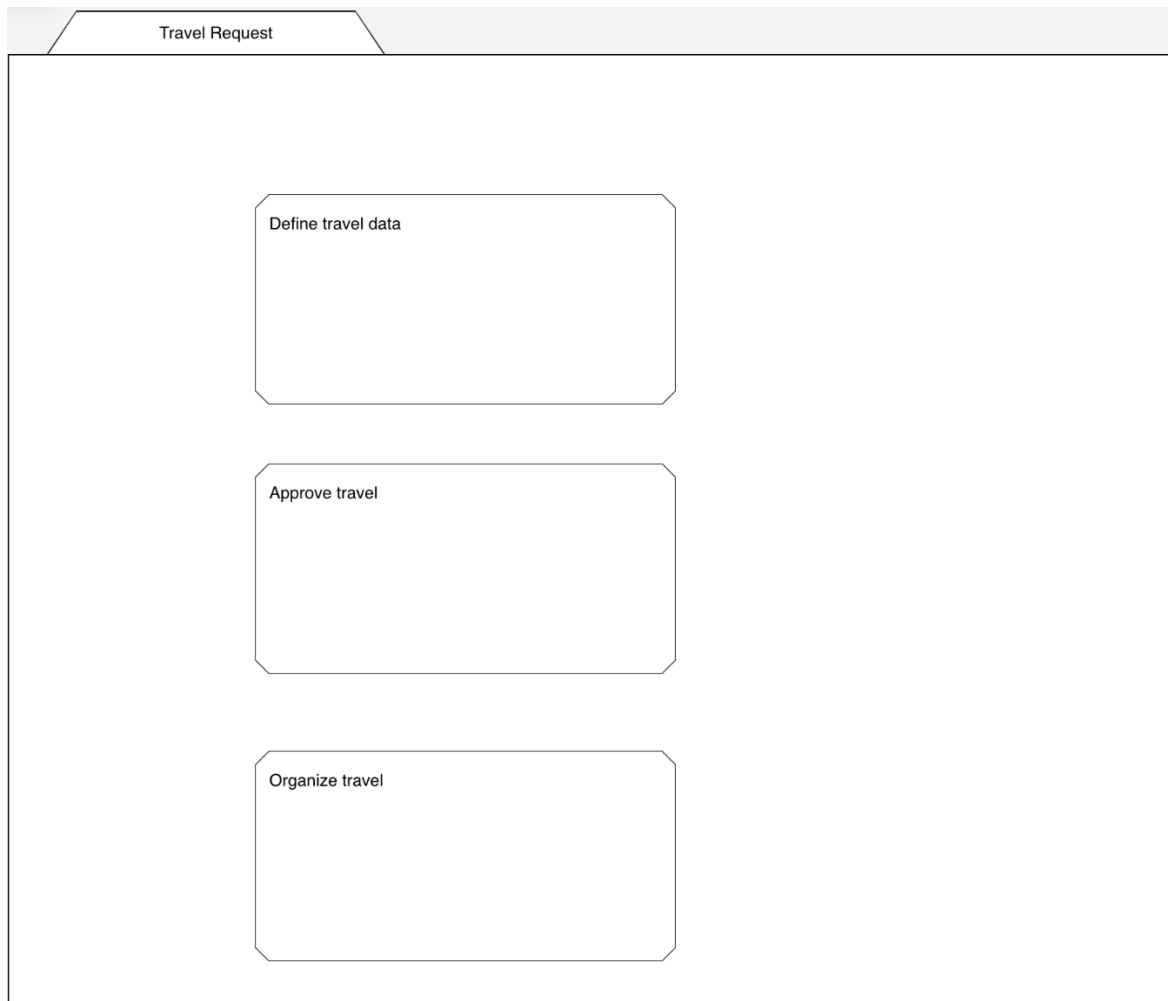 Travel Request
Define travel data
Approve travel
Organize travel